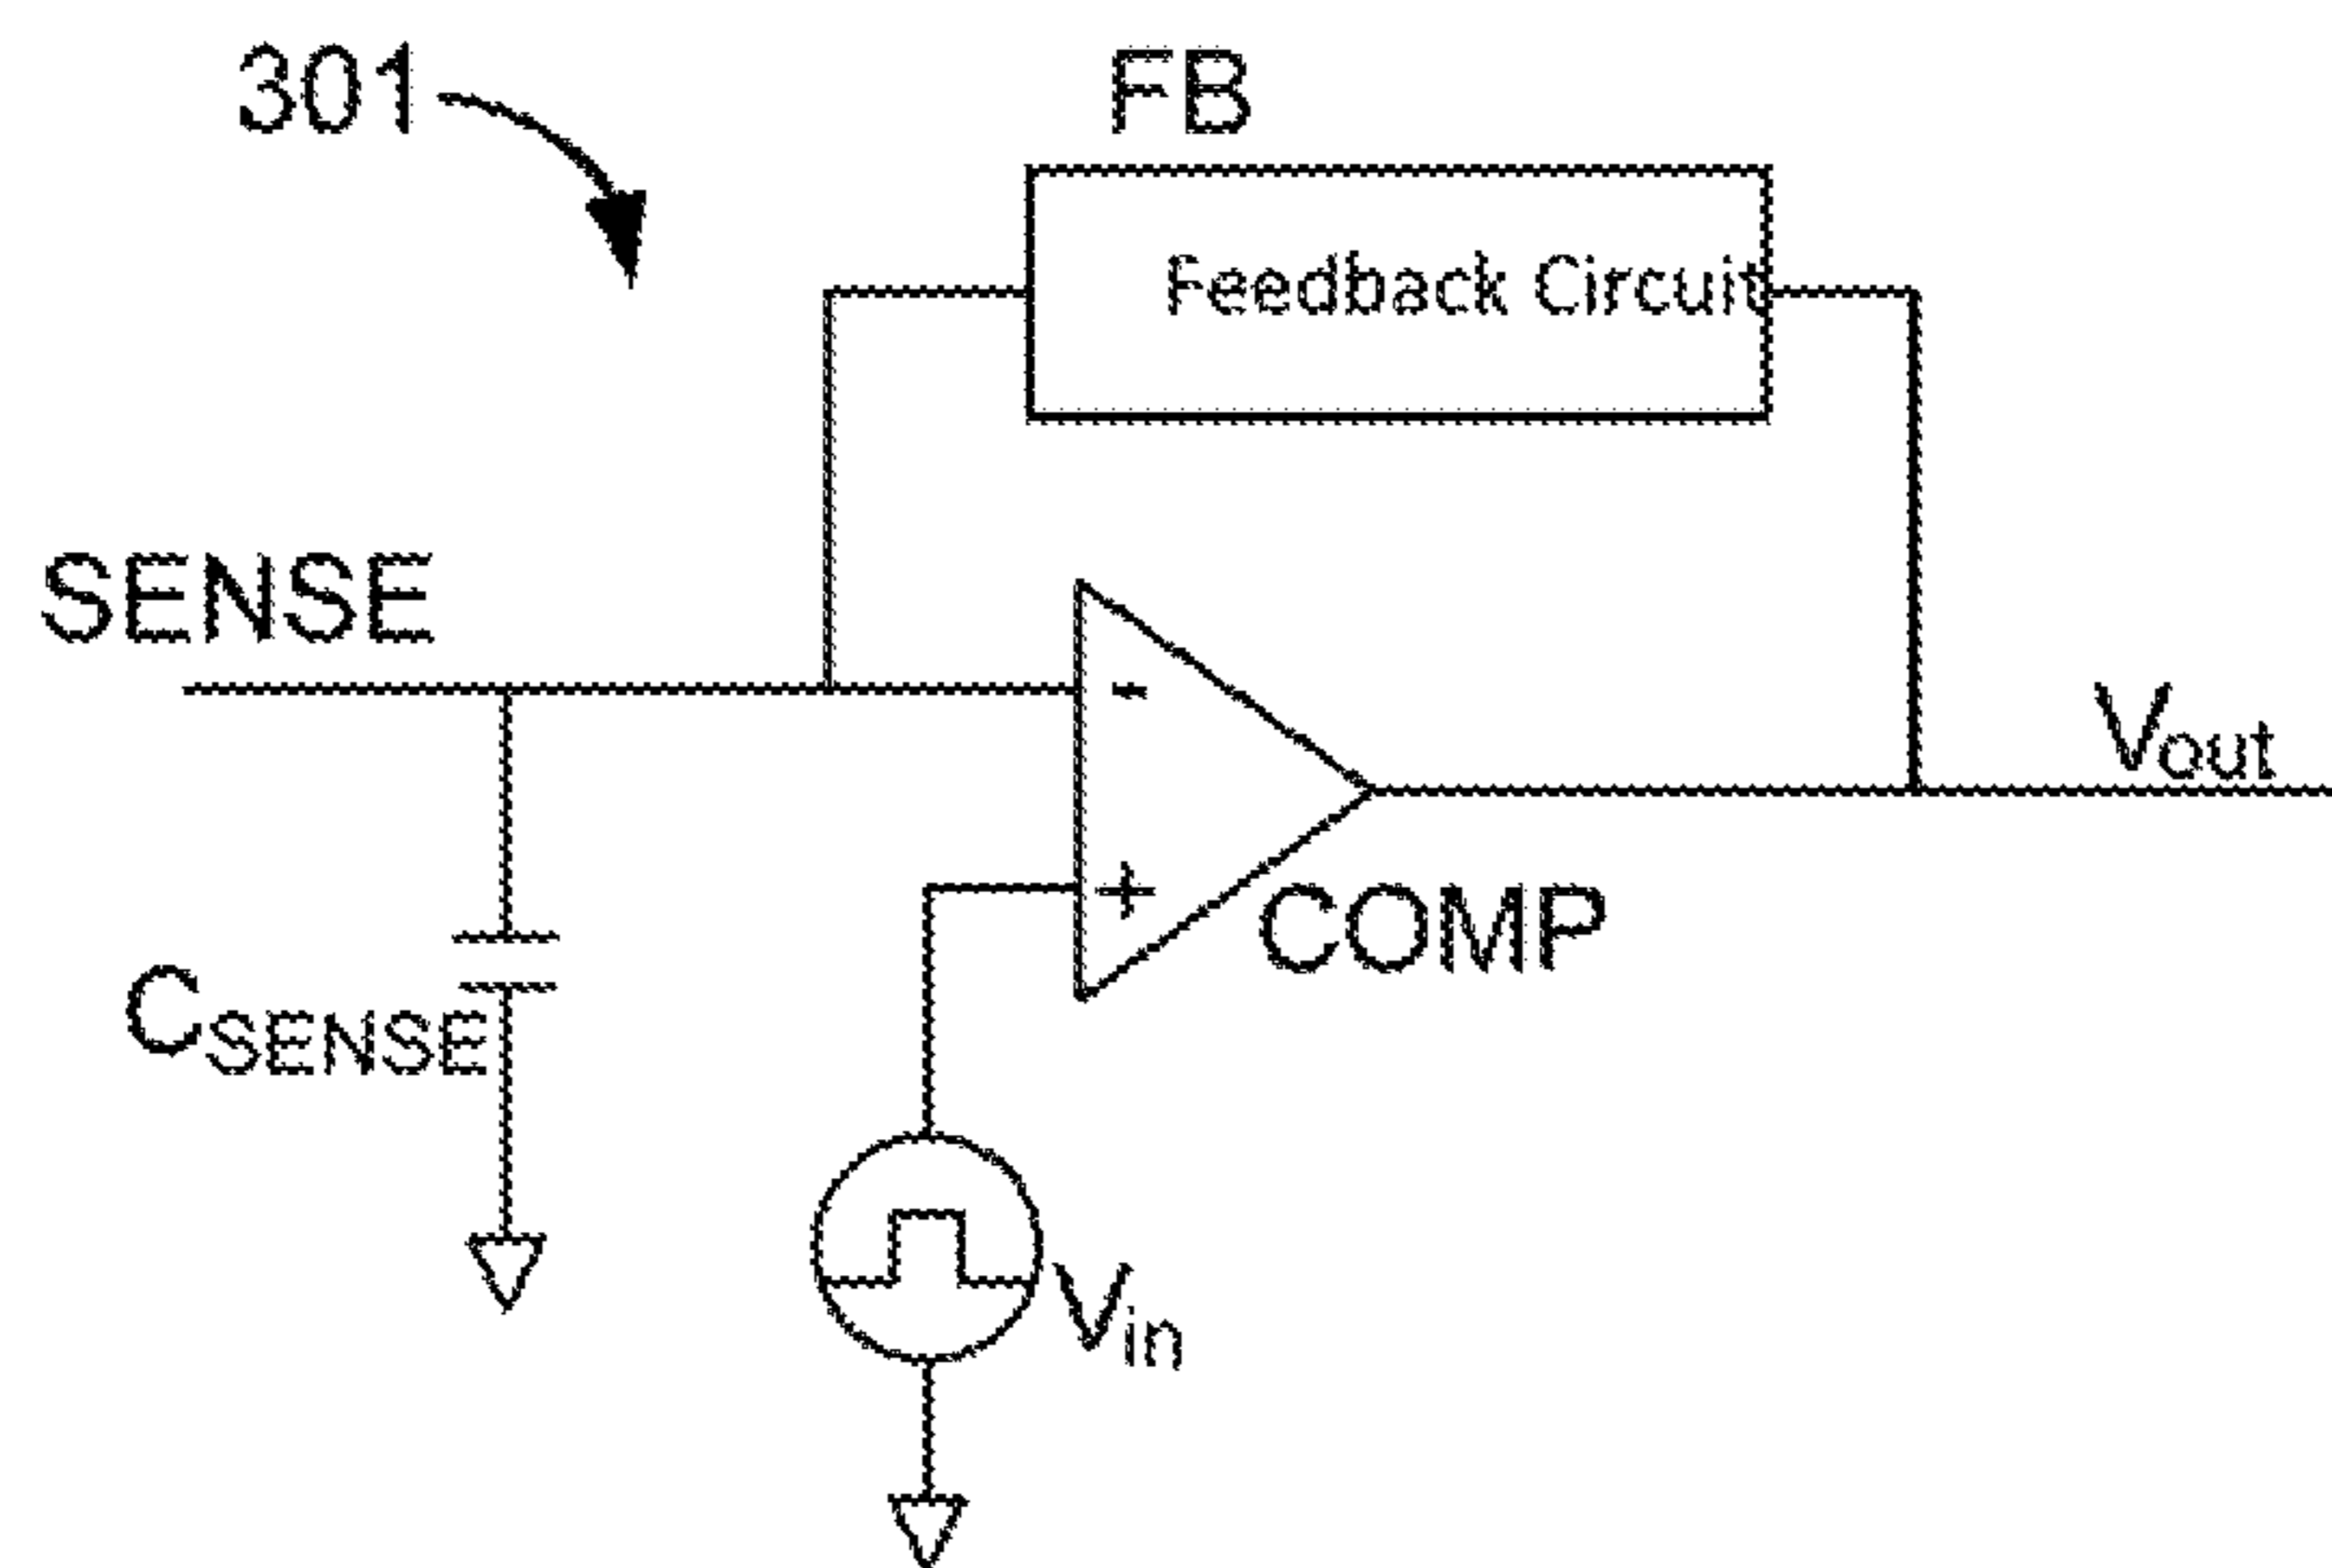 301
FB
Feedback Circuit
SENSE
-
Vout
+
COMP
CSENSE
Vin